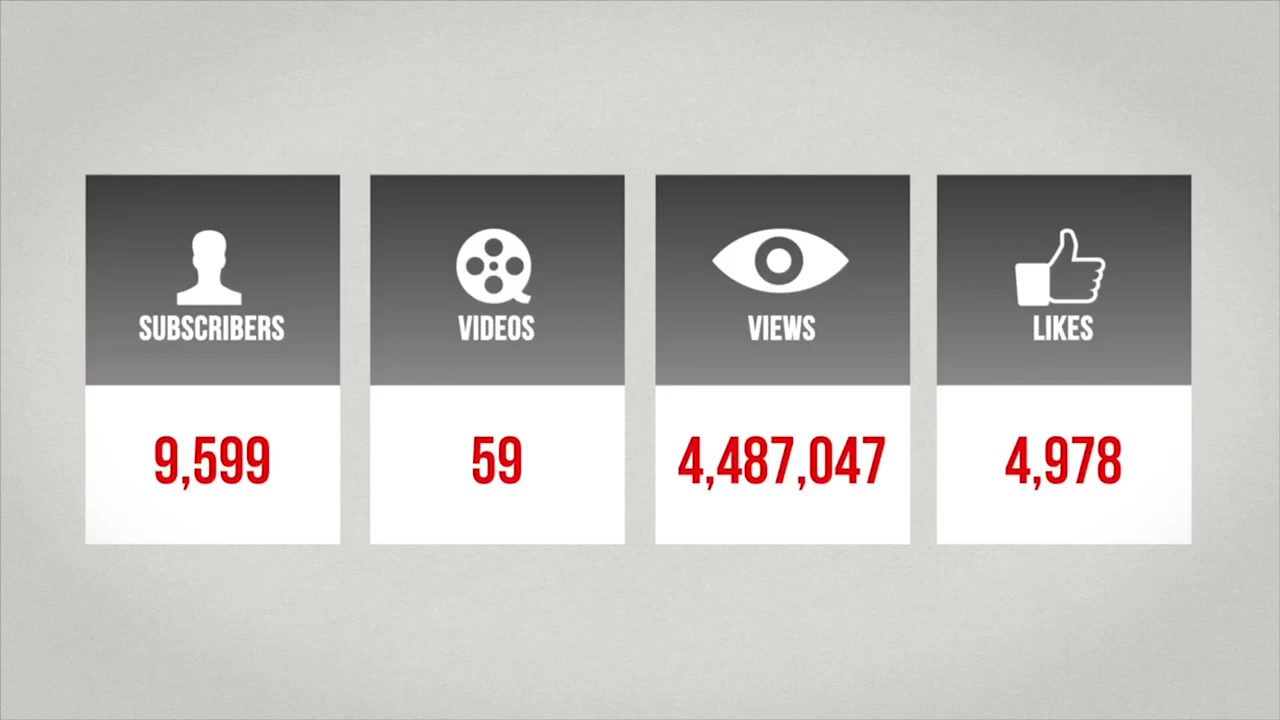 SUBSCRIBERS
9,599
VIDEOS
59
VIEWS
4,487,047
LIKES
4,978